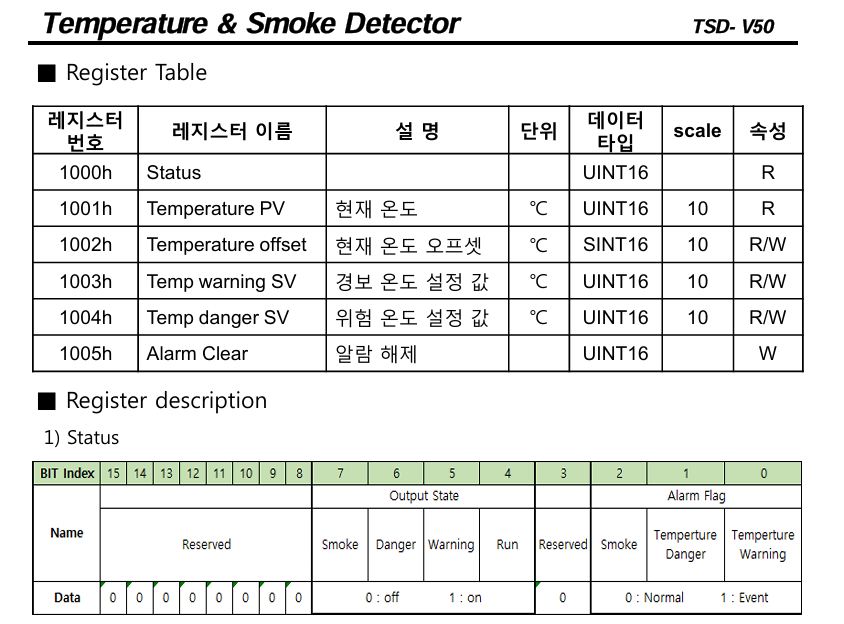 Temperature & Smoke Detector TSD- V50
■ Register Table
레지스터 번호 레지스터 이름 설 명 단위 데이터 타입 scale 속성
1000h Status UINT16 R
1001h Temperature PV 현재 온도 ℃ UINT16 10 R
1002h Temperature offset 현재 온도 오프셋 ℃ SINT16 10 R/W
1003h Temp warning SV 경보 온도 설정 값 ℃ UINT16 10 R/W
1004h Temp danger SV 위험 온도 설정 값 ℃ UINT16 10 R/W
1005h Alarm Clear 알람 해제 UINT16 W
■ Register description
1) Status
BIT Index 15 14 13 12 11 10 9 8 7 6 5 4 3 2 1 0
Output State Alarm Flag
Name Reserved Smoke Danger Warning Run Reserved Smoke Temperture Danger Temperture Warning
Data 0 0 0 0 0 0 0 0 0 : off 1 : on 0 0 : Normal 1 : Event